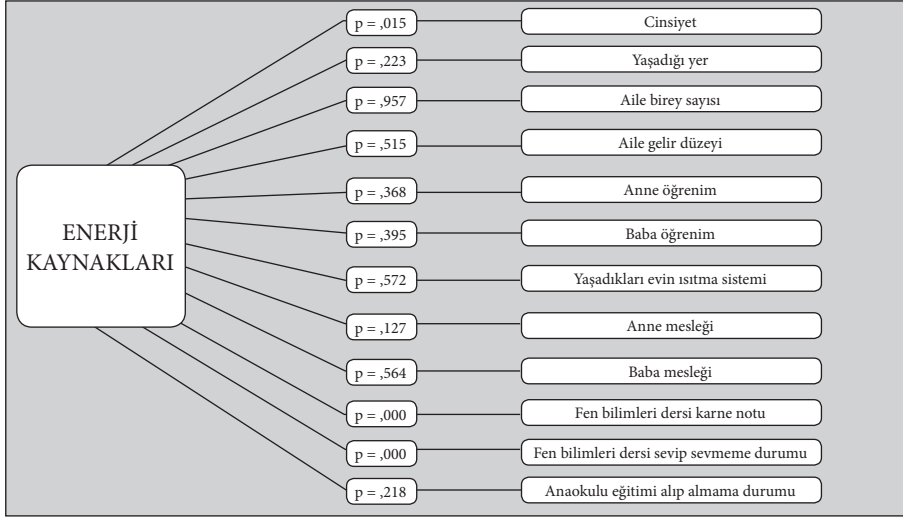 p = ,015 Cinsiyet
p = ,223 Yaşadığı yer
p = ,957 Aile birey sayısı
p = ,515 Aile gelir düzeyi
p = ,368 Anne öğrenim
ENERJİ
KAYNAKLARI
p = ,395 Baba öğrenim
p = ,572 Yaşadıkları evin ısıtma sistemi
p = ,127 Anne mesleği
p = ,564 Baba mesleği
p = ,000 Fen bilimleri dersi karne notu
p = ,000 Fen bilimleri dersi sevip sevmeme durumu
p = ,218 Anaokulu eğitimi alıp almama durumu